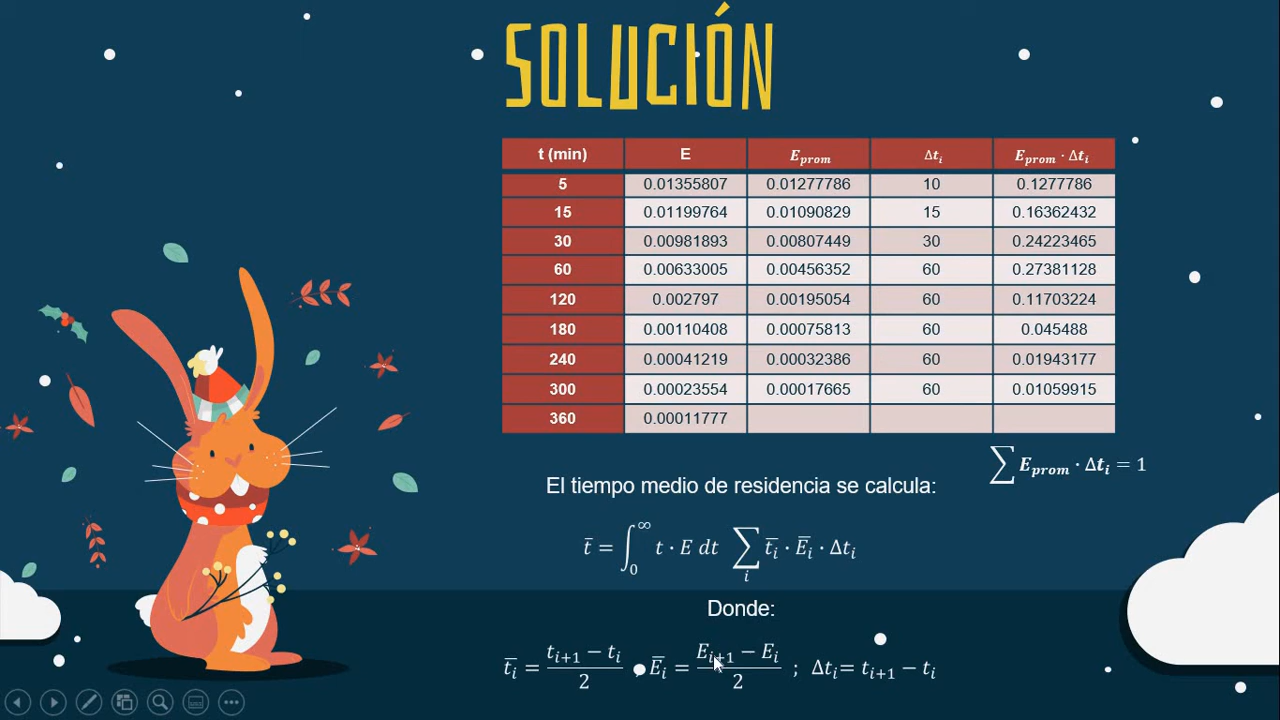 SOLUCIÓN
t (min) E E_prom Δt_i E_prom · Δt_i
5 0.01355807 0.01277786 10 0.1277786
15 0.01199764 0.01090829 15 0.16362432
30 0.00981893 0.00807449 30 0.24223465
60 0.00633005 0.00456352 60 0.27381128
120 0.002797 0.00195054 60 0.11703224
180 0.00110408 0.00075813 60 0.045488
240 0.00041219 0.00032386 60 0.01943177
300 0.00023554 0.00017665 60 0.01059915
360 0.00011777
∑ E_prom · Δt_i = 1
El tiempo medio de residencia se calcula:
t̄ = ∫_0^∞ t · E dt ∑_i t̄_i · Ē_i · Δt_i
Donde:
t̄_i = (t_{i+1} − t_i)/2 ; Ē_i = (E_{i+1} − E_i)/2 ; Δt_i = t_{i+1} − t_i